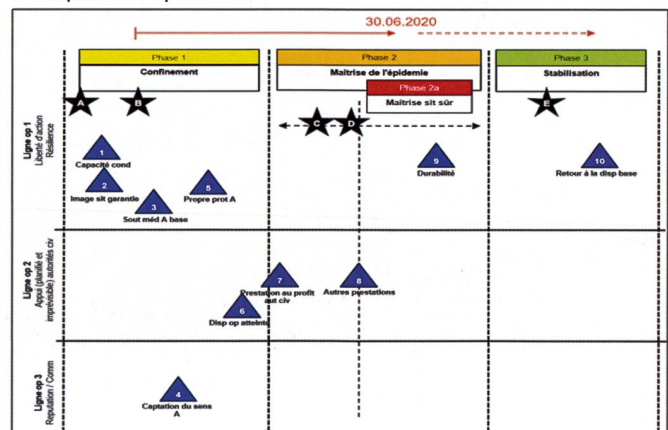 30.06.2020
Phase 1
Confinement
Phase 2
Maîtrise de l'épidemie
Phase 2a
Maîtrise sit sûr
Phase 3
Stabilisation
A
B
C
D
E
Ligne op 1
Liberté d'action
Résilience
1
Capacité cond
2
Image sit garantie
3
Sout méd A base
5
Propre prot A
9
Durabilité
10
Retour à la disp base
Ligne op 2
Appui (planifié et
imprévisible) autorités civ
6
Disp op atteinte
7
Prestation au profit
aut civ
8
Autres prestations
Ligne op 3
Reputation / Comm
4
Captation du sens
A